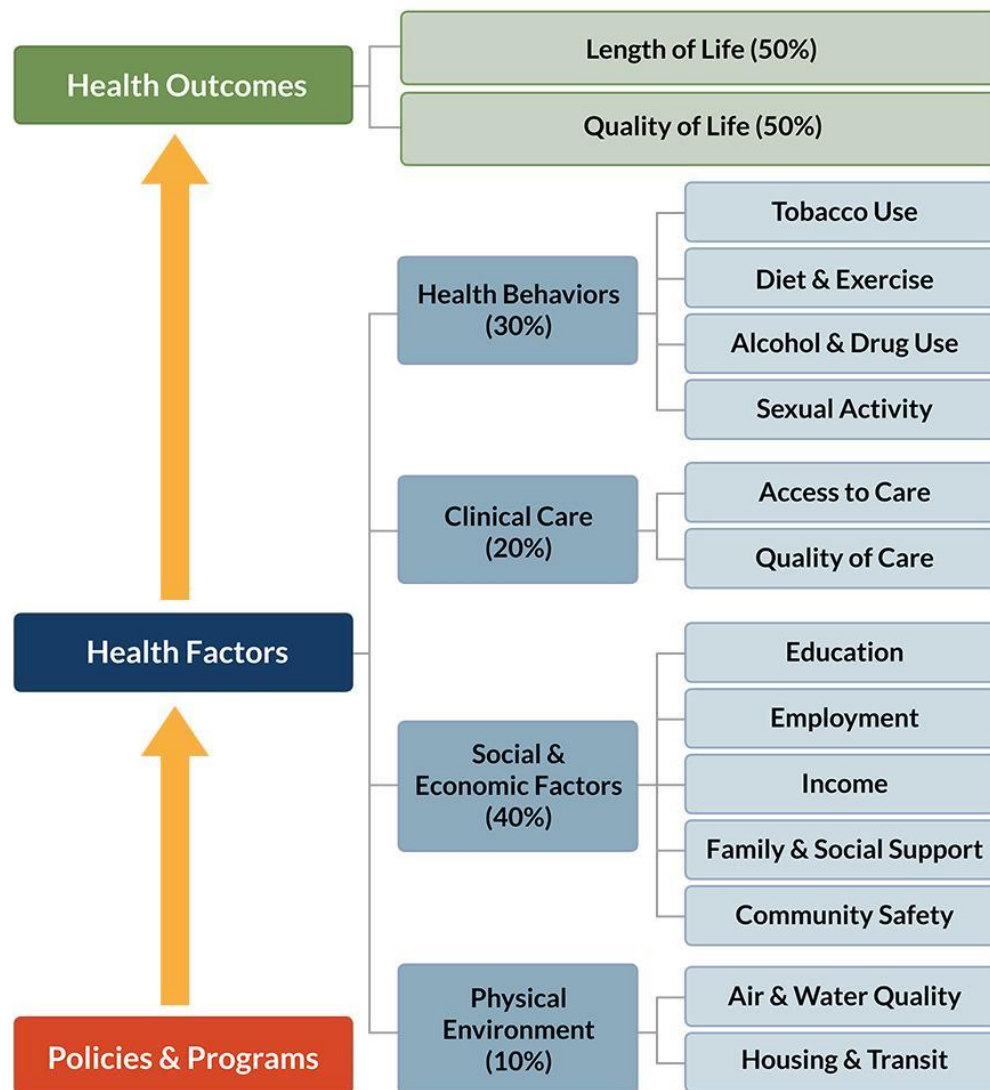 Health Outcomes
Length of Life (50%)
Quality of Life (50%)
Health Factors
Health Behaviors
(30%)
Tobacco Use
Diet & Exercise
Alcohol & Drug Use
Sexual Activity
Clinical Care
(20%)
Access to Care
Quality of Care
Social &
Economic Factors
(40%)
Education
Employment
Income
Family & Social Support
Community Safety
Physical
Environment
(10%)
Air & Water Quality
Housing & Transit
Policies & Programs